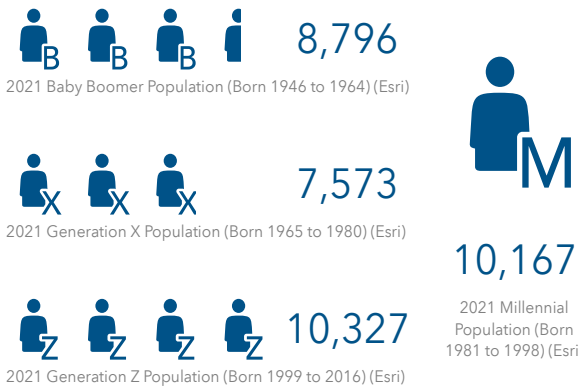 B B B 8,796
2021 Baby Boomer Population (Born 1946 to 1964) (Esri)
X X X 7,573
2021 Generation X Population (Born 1965 to 1980) (Esri)
Z Z Z Z 10,327
2021 Generation Z Population (Born 1999 to 2016) (Esri)
M
10,167
2021 Millennial
Population (Born
1981 to 1998) (Esri